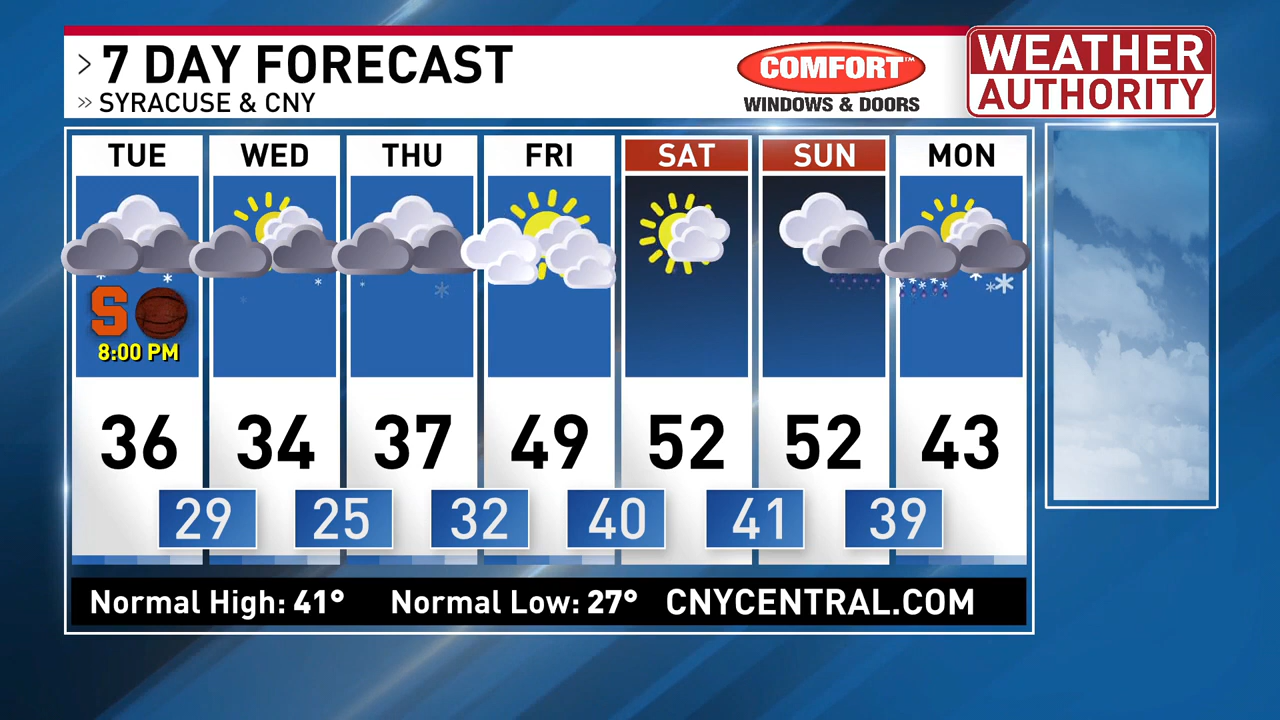 > 7 DAY FORECAST
» SYRACUSE & CNY
COMFORT™
WINDOWS & DOORS
WEATHER
AUTHORITY
TUE WED THU FRI SAT SUN MON
S
8:00 PM
36 34 37 49 52 52 43
29 25 32 40 41 39
Normal High: 41° Normal Low: 27° CNYCENTRAL.COM